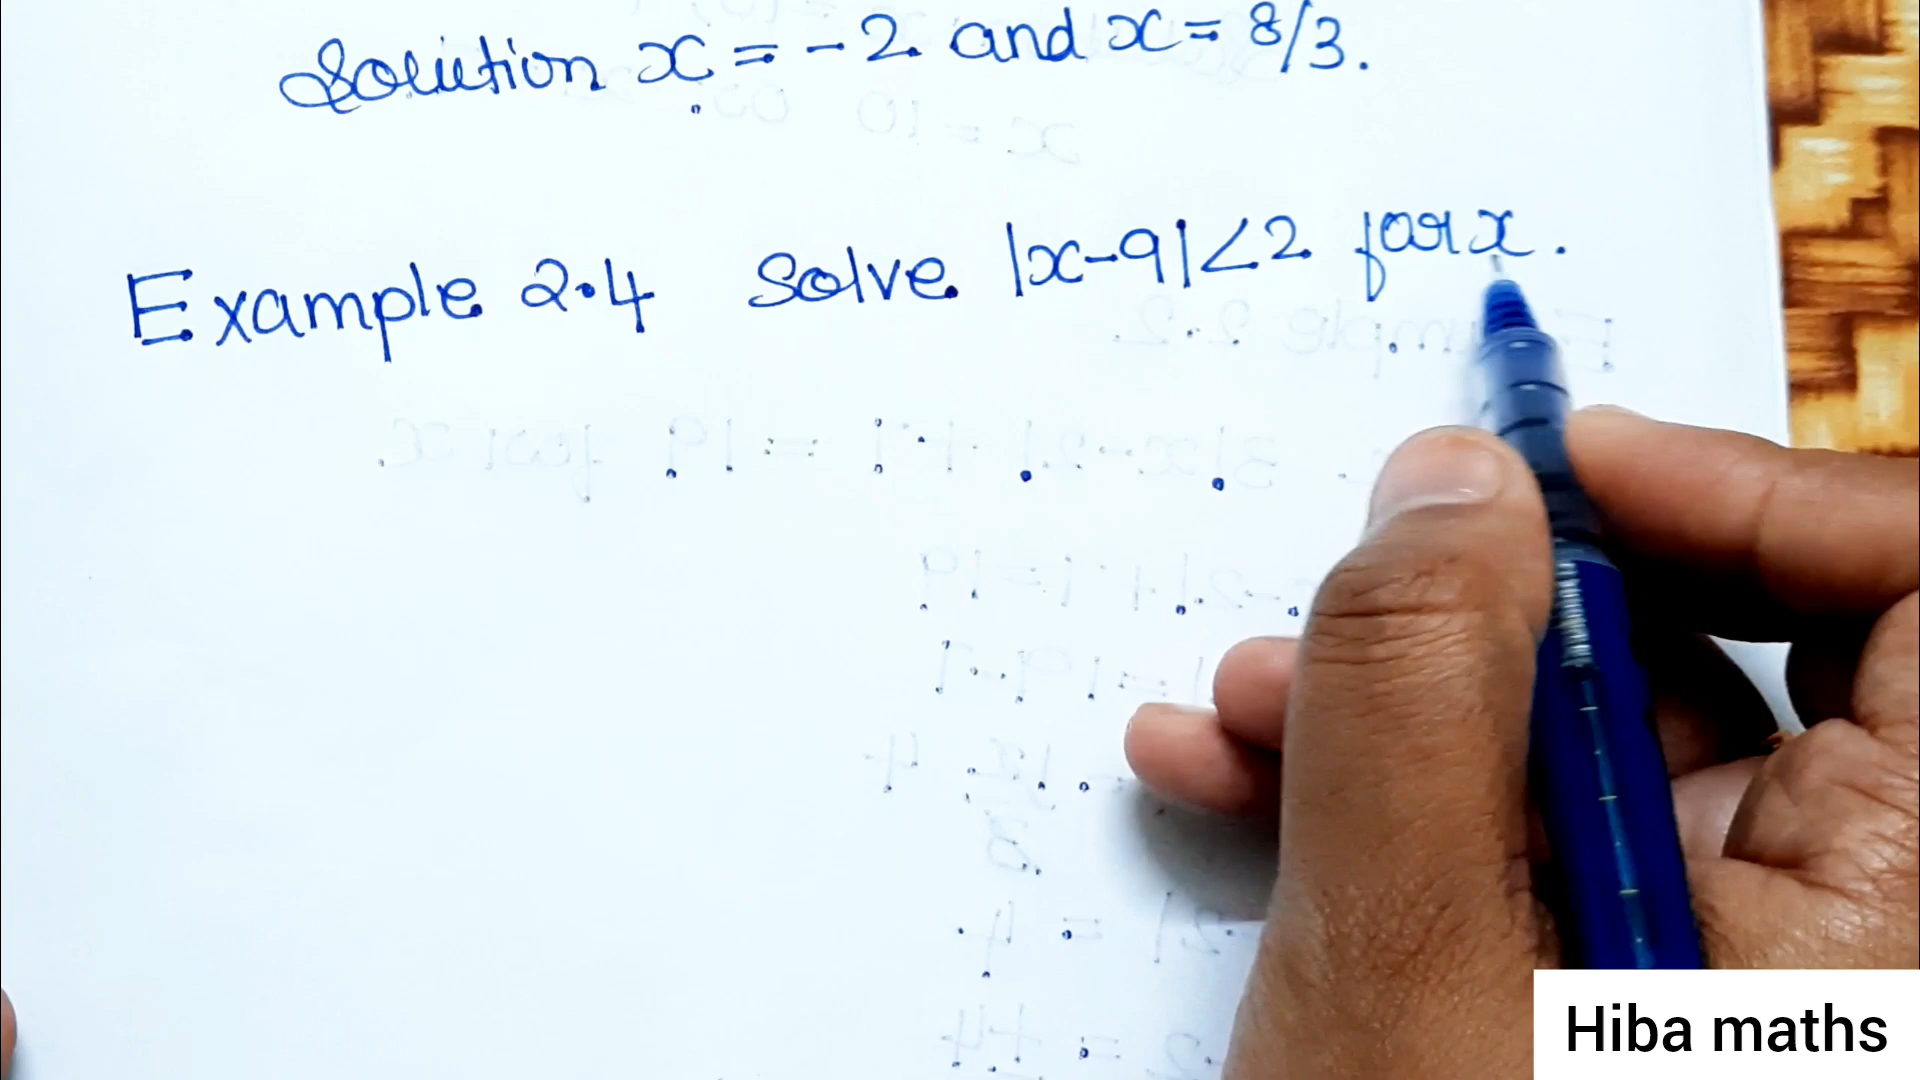 Solution x = -2 and x = 8/3.
Example 2.4 Solve |x-9|<2 for x.
Hiba maths